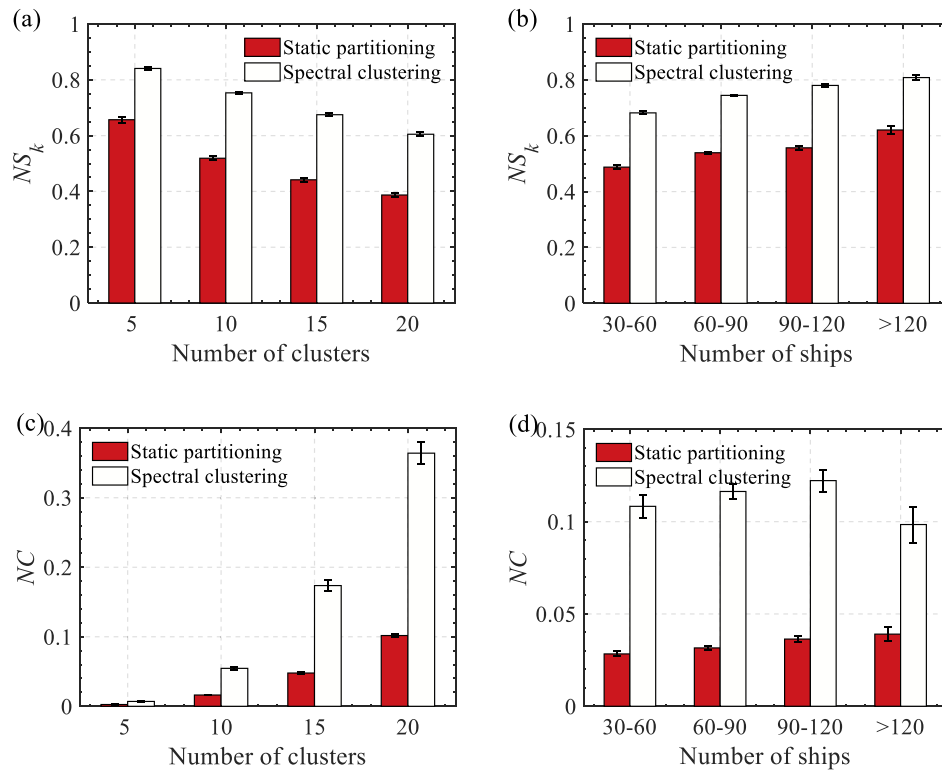 (a)
1
0.8
0.6
0.4
0.2
0
NS_k
Static partitioning
Spectral clustering
5 10 15 20
Number of clusters
(b)
1
0.8
0.6
0.4
0.2
0
NS_k
Static partitioning
Spectral clustering
30-60 60-90 90-120 >120
Number of ships
(c)
0.4
0.3
0.2
0.1
0
NC
Static partitioning
Spectral clustering
5 10 15 20
Number of clusters
(d)
0.15
0.1
0.05
0
NC
Static partitioning
Spectral clustering
30-60 60-90 90-120 >120
Number of ships